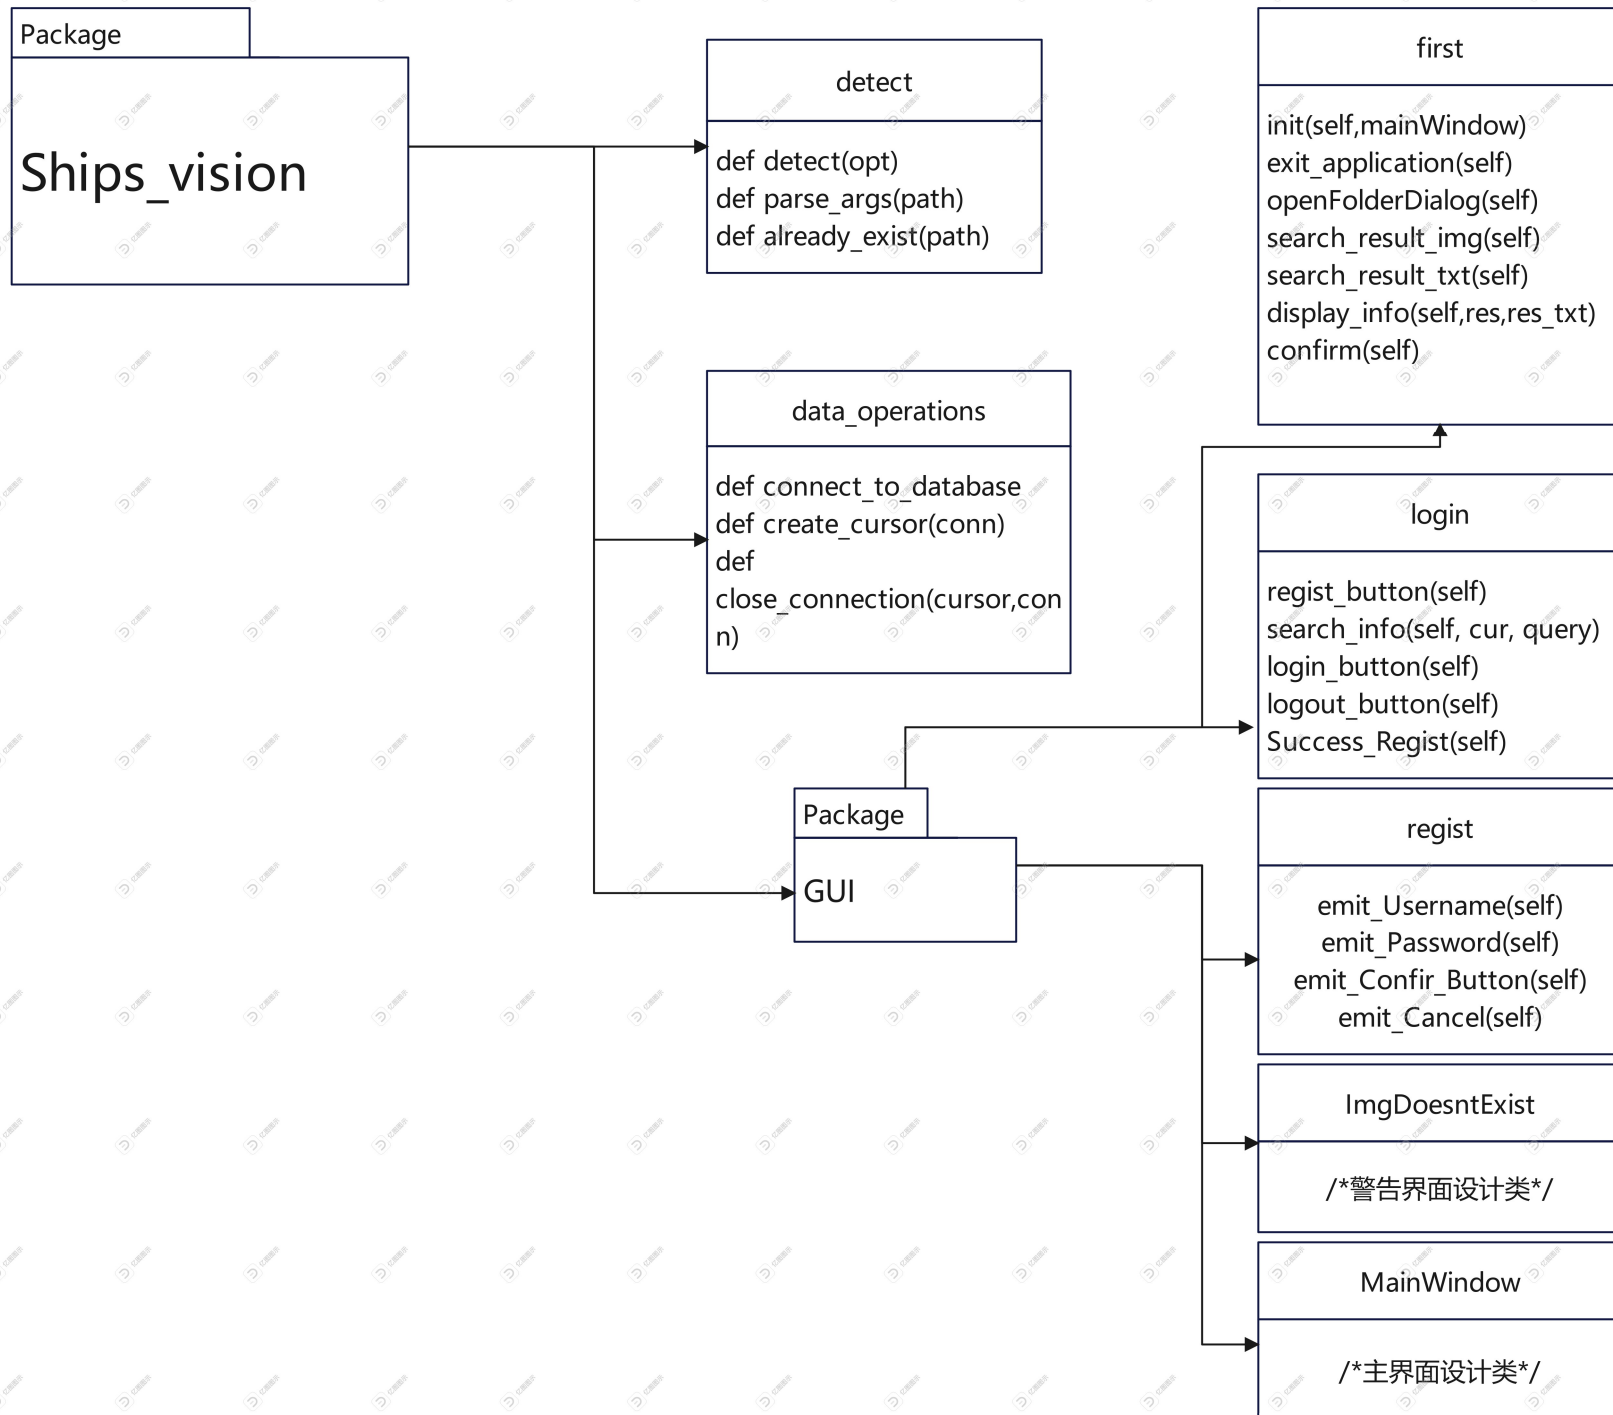 Package
Ships_vision
detect
def detect(opt)
def parse_args(path)
def already_exist(path)
data_operations
def connect_to_database
def create_cursor(conn)
def
close_connection(cursor,con
n)
Package
GUI
first
init(self,mainWindow)
exit_application(self)
openFolderDialog(self)
search_result_img(self)
search_result_txt(self)
display_info(self,res,res_txt)
confirm(self)
login
regist_button(self)
search_info(self, cur, query)
login_button(self)
logout_button(self)
Success_Regist(self)
regist
emit_Username(self)
emit_Password(self)
emit_Confir_Button(self)
emit_Cancel(self)
ImgDoesntExist
/*警告界面设计类*/
MainWindow
/*主界面设计类*/